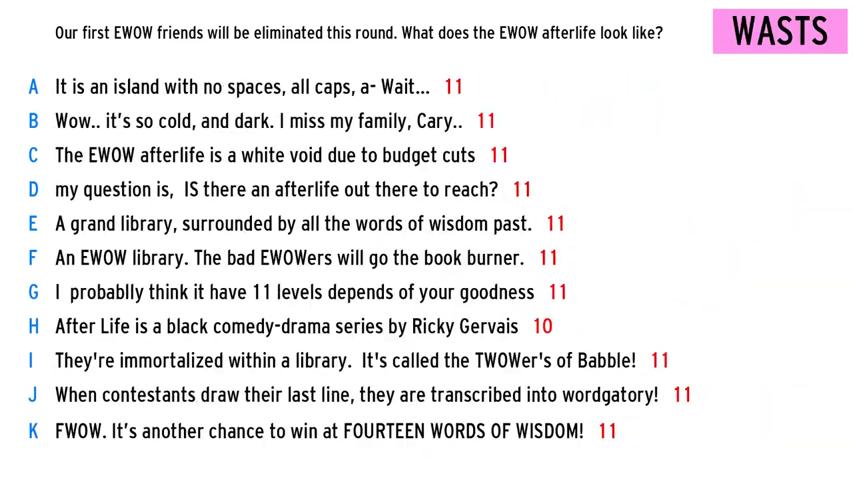 Our first EWOW friends will be eliminated this round. What does the EWOW afterlife look like?
WASTS
A It is an island with no spaces, all caps, a- Wait... 11
B Wow.. it's so cold, and dark. I miss my family, Cary.. 11
C The EWOW afterlife is a white void due to budget cuts 11
D my question is, IS there an afterlife out there to reach? 11
E A grand library, surrounded by all the words of wisdom past. 11
F An EWOW library. The bad EWOWers will go the book burner. 11
G I probablly think it have 11 levels depends of your goodness 11
H After Life is a black comedy-drama series by Ricky Gervais 10
I They're immortalized within a library. It's called the TWOWer's of Babble! 11
J When contestants draw their last line, they are transcribed into wordgatory! 11
K FWOW. It's another chance to win at FOURTEEN WORDS OF WISDOM! 11